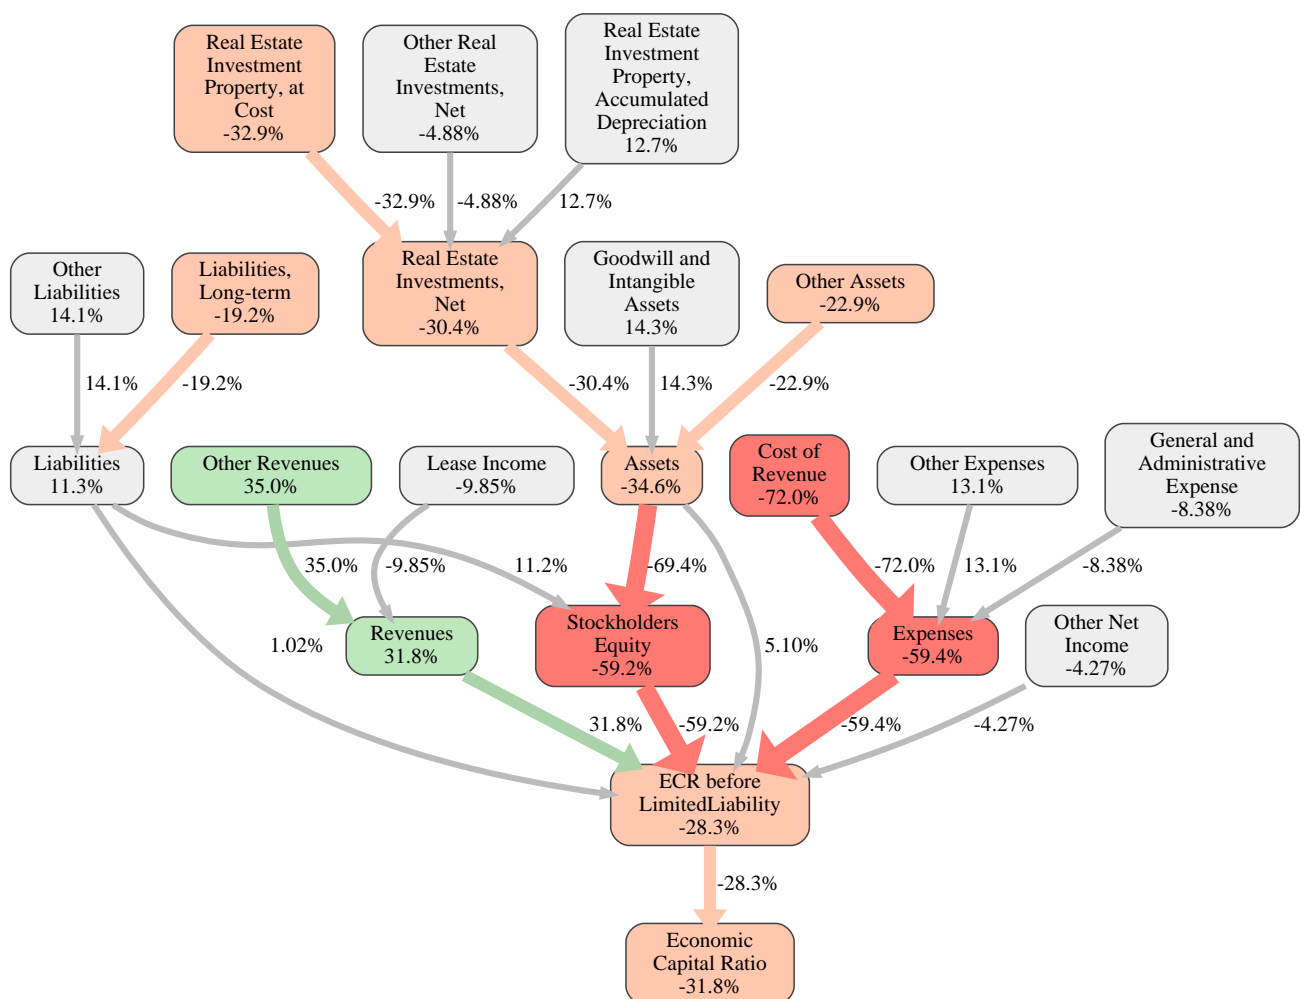 Real Estate
Investment
Property, at
Cost
-32.9%
Other Real
Estate
Investments,
Net
-4.88%
Real Estate
Investment
Property,
Accumulated
Depreciation
12.7%
-32.9%
-4.88%
12.7%
Other
Liabilities
14.1%
Liabilities,
Long-term
-19.2%
Real Estate
Investments,
Net
-30.4%
Goodwill and
Intangible
Assets
14.3%
Other Assets
-22.9%
14.1%
-19.2%
-30.4%
14.3%
-22.9%
Liabilities
11.3%
Other Revenues
35.0%
Lease Income
-9.85%
Assets
-34.6%
Cost of
Revenue
-72.0%
Other Expenses
13.1%
General and
Administrative
Expense
-8.38%
35.0%
-9.85%
11.2%
-69.4%
-72.0%
13.1%
-8.38%
1.02%
Revenues
31.8%
Stockholders
Equity
-59.2%
5.10%
Expenses
-59.4%
Other Net
Income
-4.27%
31.8%
-59.2%
-59.4%
-4.27%
ECR before
LimitedLiability
-28.3%
-28.3%
Economic
Capital Ratio
-31.8%